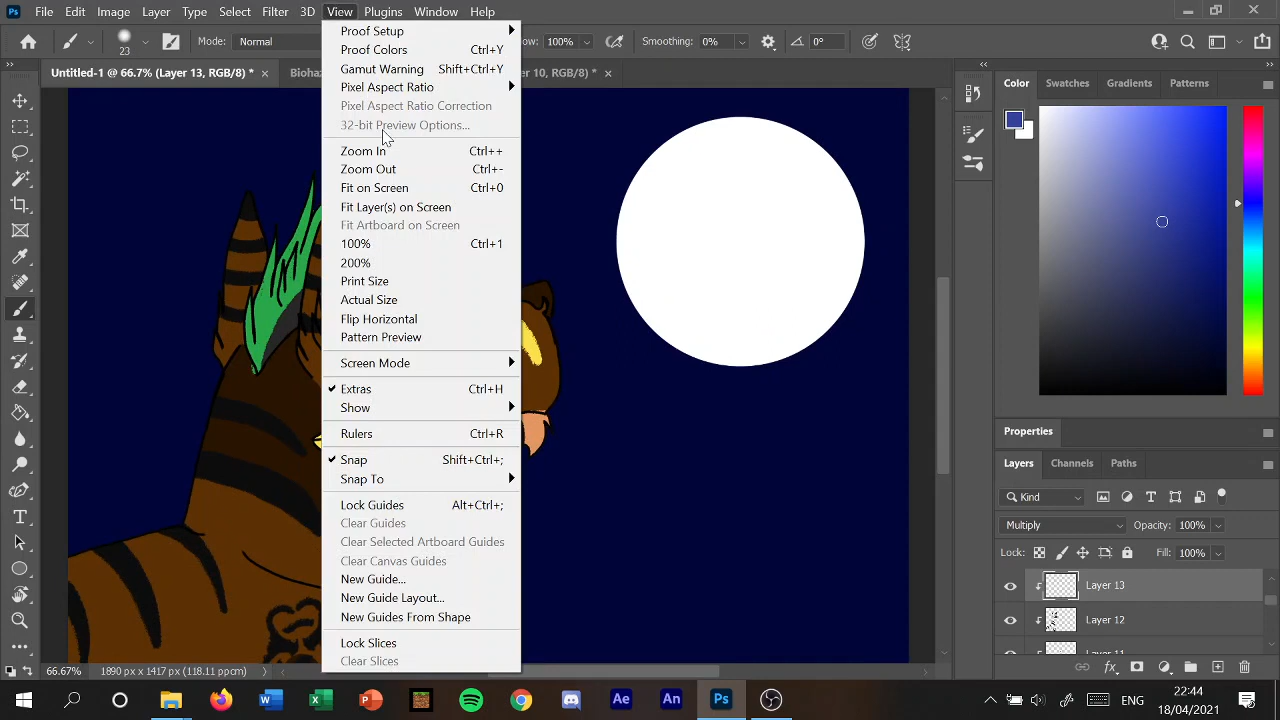 Ps File Edit Image Layer Type Select Filter 3D View Plugins Window Help
23 Mode: Normal 100% Smoothing: 0% 0°
Untitled-1 @ 66.7% (Layer 13, RGB/8) *
10, RGB/8) *
Proof Setup
Proof Colors Ctrl+Y
Gamut Warning Shift+Ctrl+Y
Pixel Aspect Ratio
Pixel Aspect Ratio Correction
32-bit Preview Options...
Zoom In Ctrl++
Zoom Out Ctrl+-
Fit on Screen Ctrl+0
Fit Layer(s) on Screen
Fit Artboard on Screen
100% Ctrl+1
200%
Print Size
Actual Size
Flip Horizontal
Pattern Preview
Screen Mode
Extras Ctrl+H
Show
Rulers Ctrl+R
Snap Shift+Ctrl+;
Snap To
Lock Guides Alt+Ctrl+;
Clear Guides
Clear Selected Artboard Guides
Clear Canvas Guides
New Guide...
New Guide Layout...
New Guides From Shape
Lock Slices
Clear Slices
Color Swatches Gradients Patterns
Properties
Layers Channels Paths
Kind
Multiply Opacity: 100%
Lock: Fill: 100%
Layer 13
Layer 12
66.67% 1890 px x 1417 px (118.11 ppcm)
Ae An Ps
ENG
18/04/2021